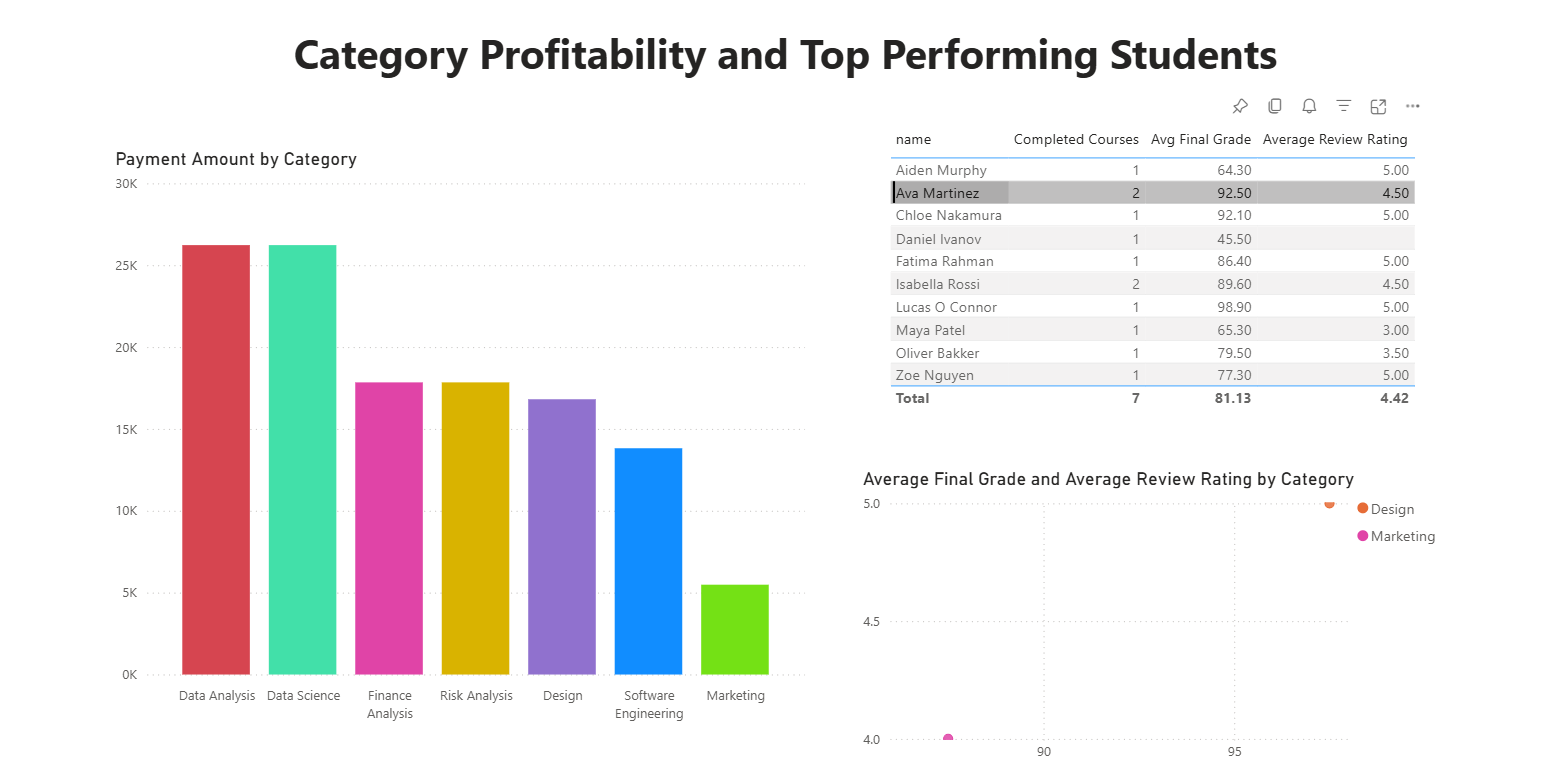 Category Profitability and Top Performing Students
Payment Amount by Category
30K
25K
20K
15K
10K
5K
0K
Data Analysis Data Science Finance Analysis Risk Analysis Design Software Engineering Marketing
name Completed Courses Avg Final Grade Average Review Rating
Aiden Murphy 1 64.30 5.00
Ava Martinez 2 92.50 4.50
Chloe Nakamura 1 92.10 5.00
Daniel Ivanov 1 45.50
Fatima Rahman 1 86.40 5.00
Isabella Rossi 2 89.60 4.50
Lucas O Connor 1 98.90 5.00
Maya Patel 1 65.30 3.00
Oliver Bakker 1 79.50 3.50
Zoe Nguyen 1 77.30 5.00
Total 7 81.13 4.42
Average Final Grade and Average Review Rating by Category
5.0
4.5
4.0
90 95
Design
Marketing